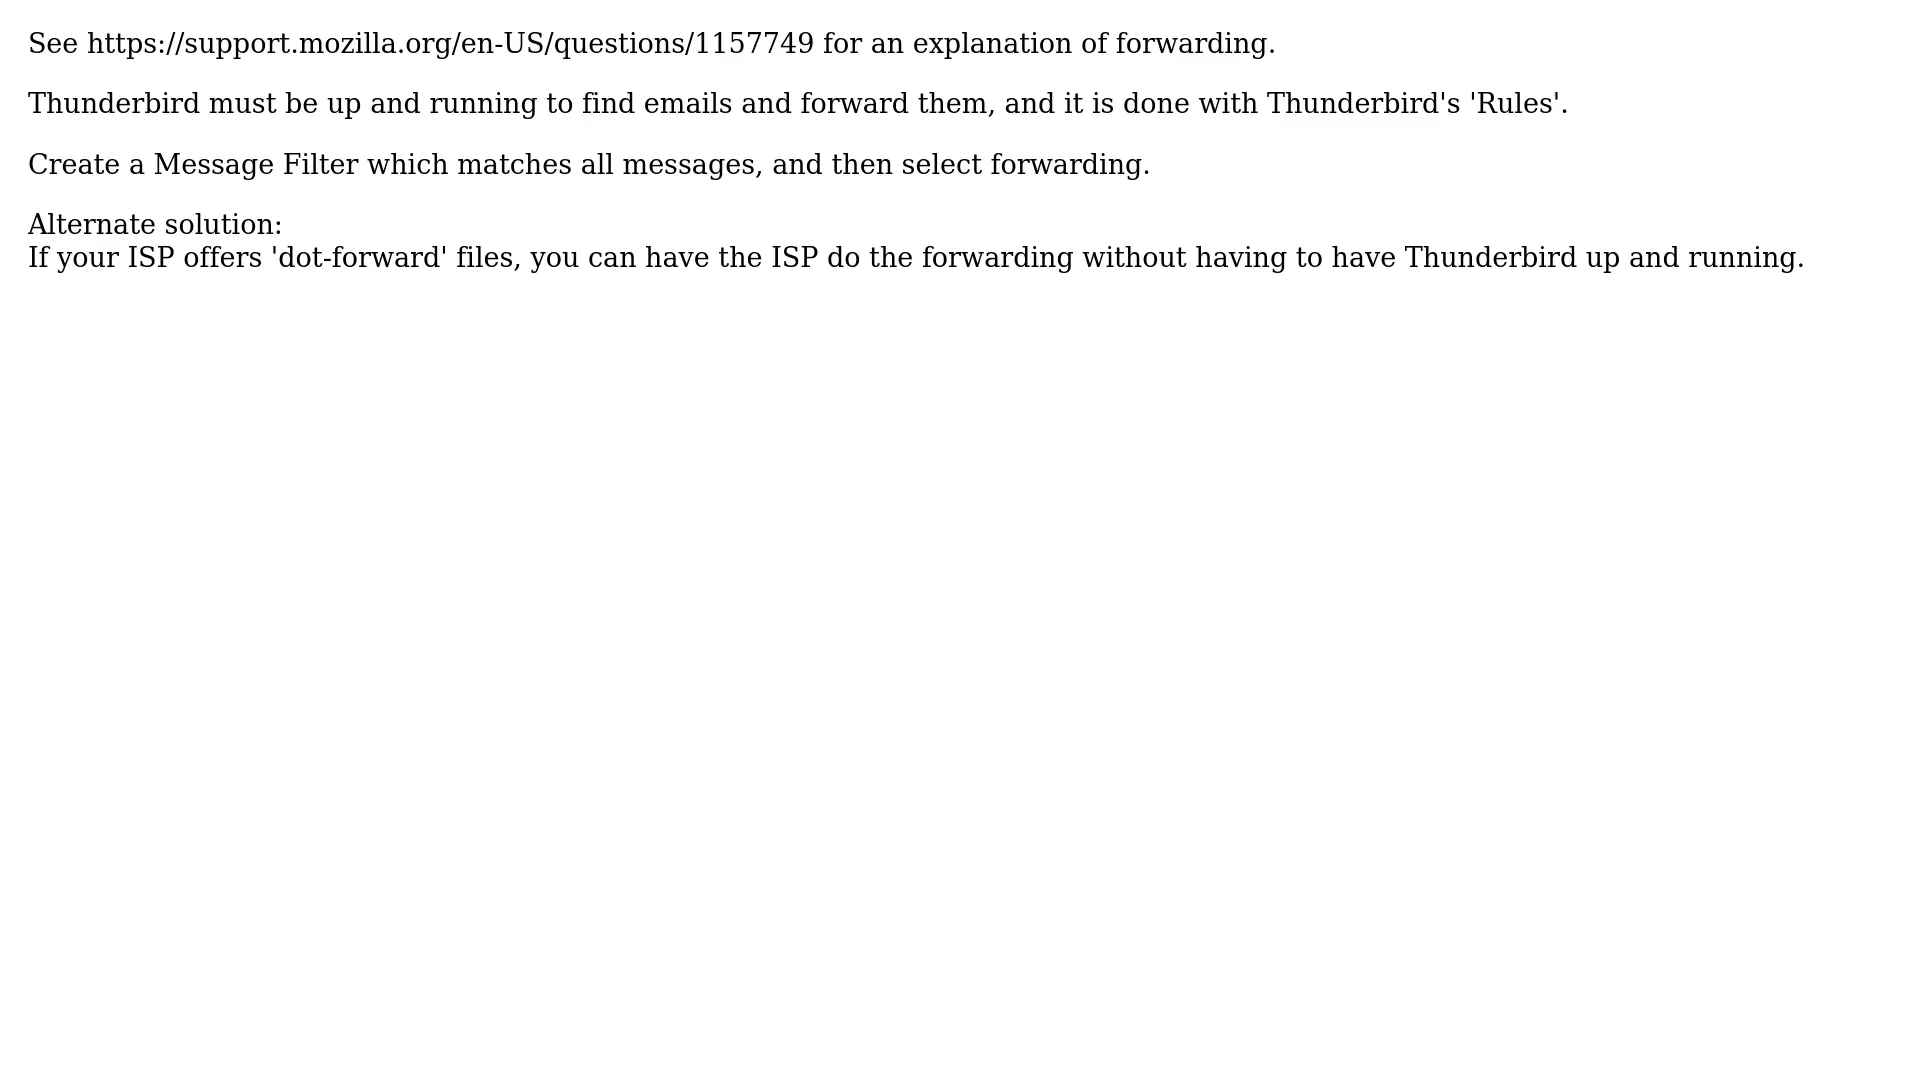 See https://support.mozilla.org/en-US/questions/1157749 for an explanation of forwarding.
Thunderbird must be up and running to find emails and forward them, and it is done with Thunderbird's 'Rules'.
Create a Message Filter which matches all messages, and then select forwarding.
Alternate solution:
If your ISP offers 'dot-forward' files, you can have the ISP do the forwarding without having to have Thunderbird up and running.